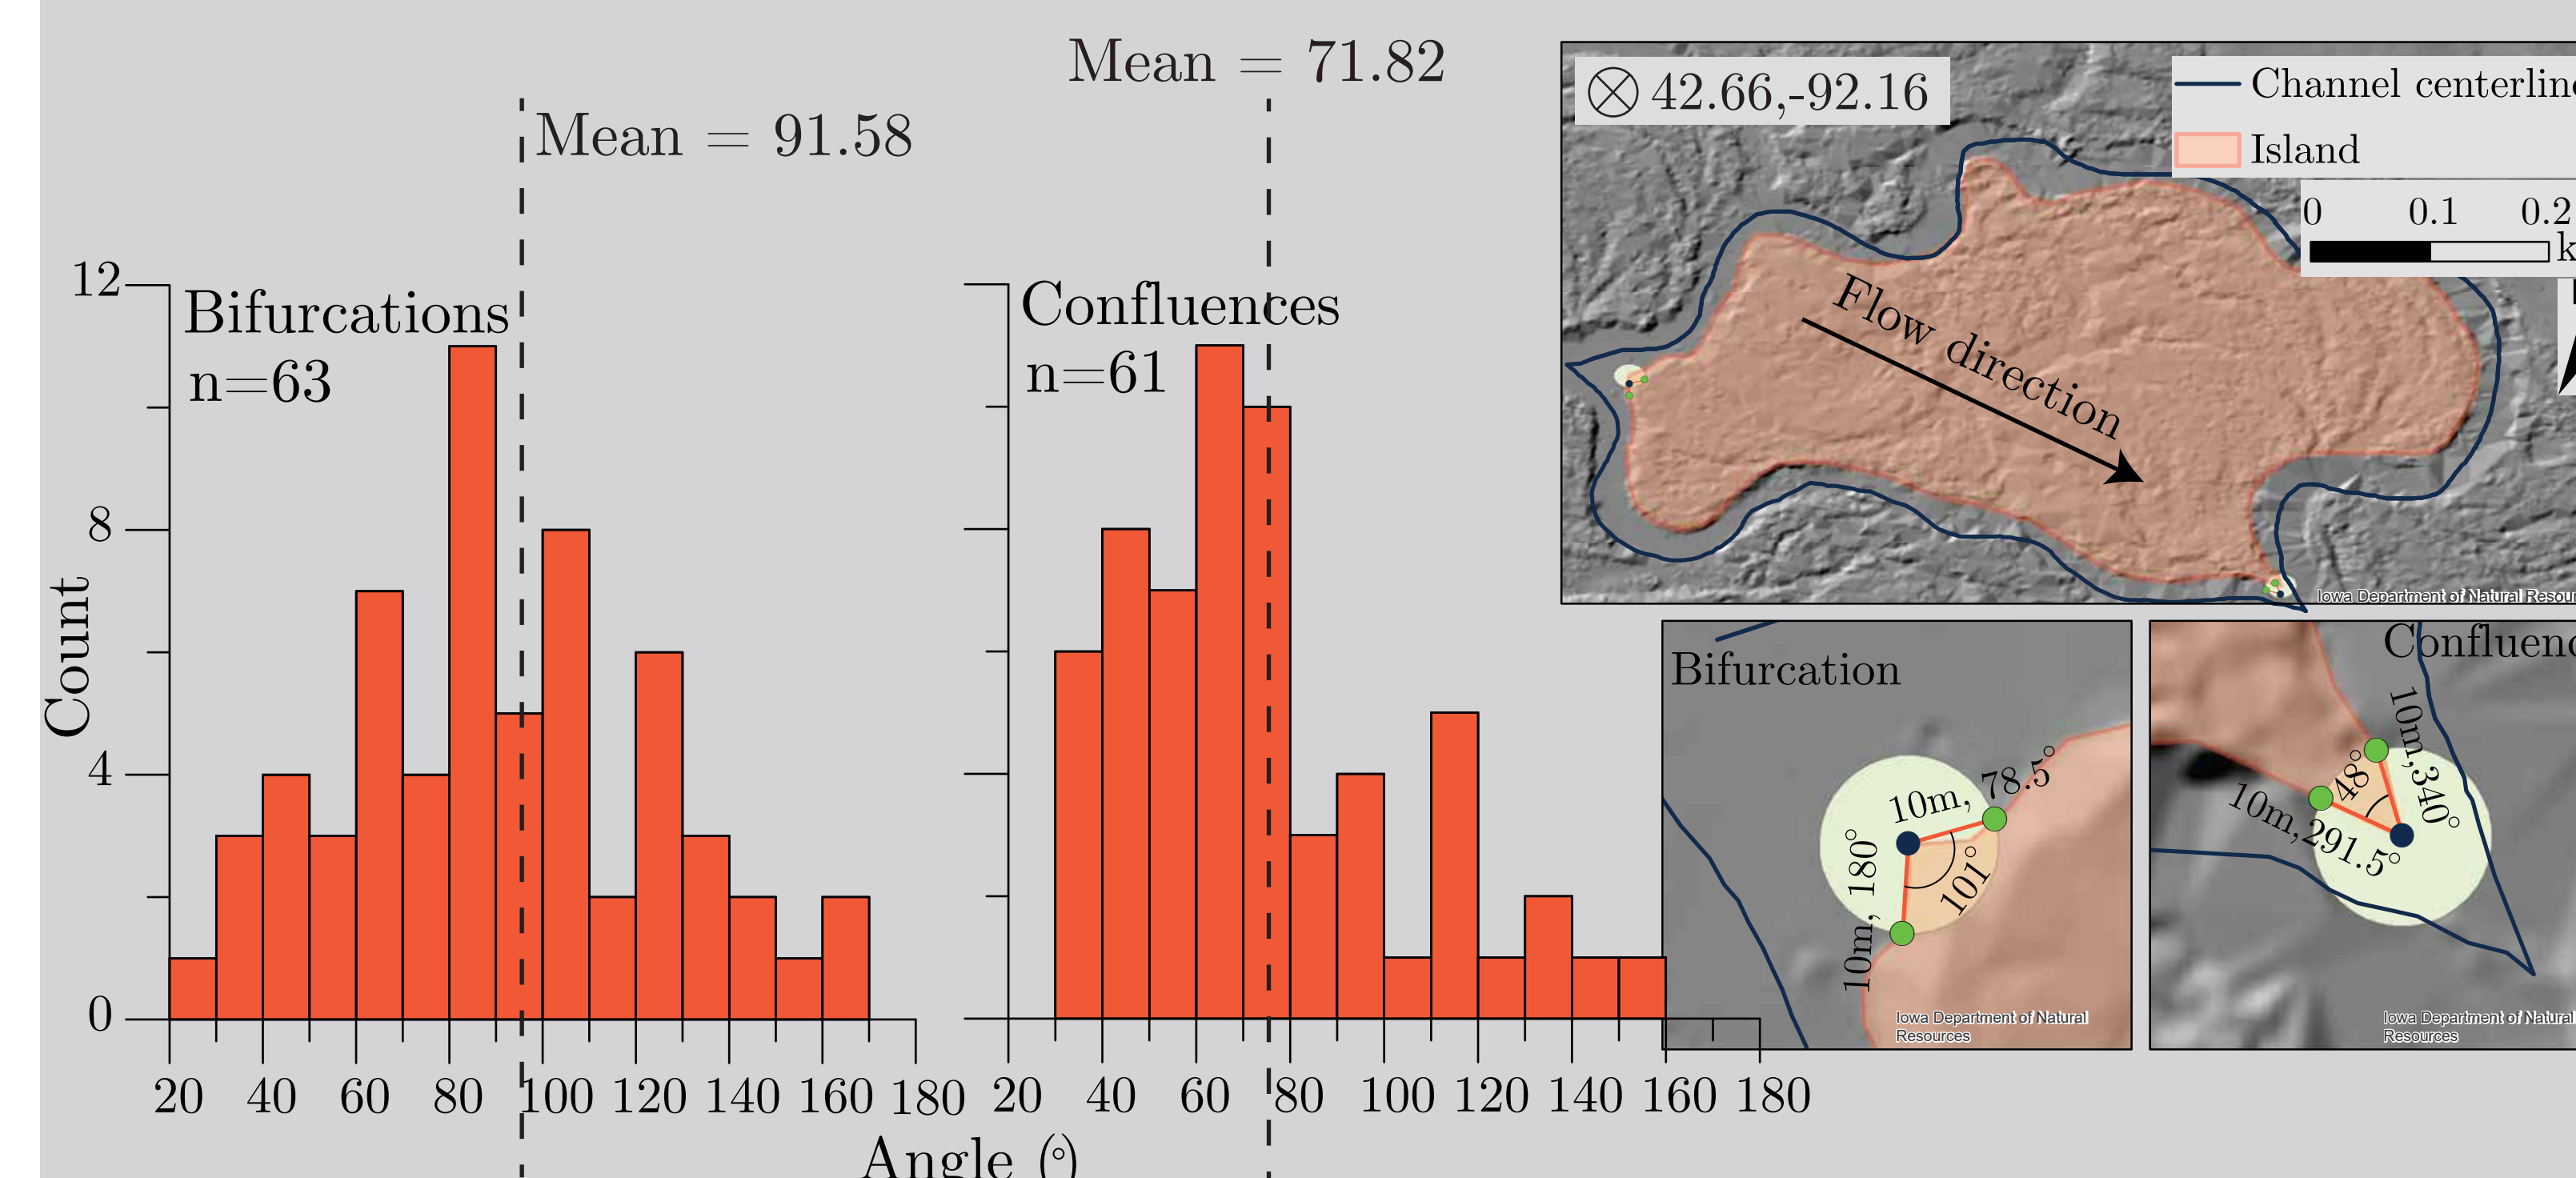 Mean = 71.82
Mean = 91.58
12
8
4
0
Count
Bifurcations
n=63
Confluences
n=61
20 40 60 80 100 120 140 160 180
20 40 60 80 100 120 140 160 180
Angle (°)
42.66,-92.16
Channel centerline
Island
0 0.1 0.2
k
Flow direction
Iowa Department of Natural Resour
Bifurcation
10m, 78.5°
10m, 180°
101°
Iowa Department of Natural
Resources
Confluenc
10m,340°
48°
10m,291.5°
Iowa Department of Natural
Resources